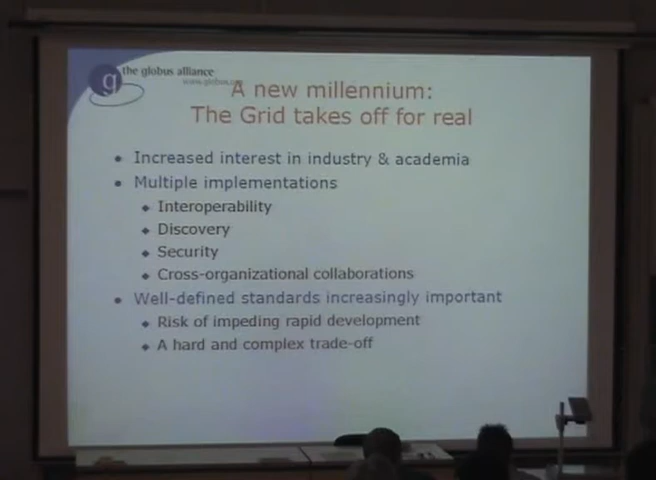 g the globus alliance
www.globus.org
A new millennium:
The Grid takes off for real
• Increased interest in industry & academia
• Multiple implementations
◆ Interoperability
◆ Discovery
◆ Security
◆ Cross-organizational collaborations
• Well-defined standards increasingly important
◆ Risk of impeding rapid development
◆ A hard and complex trade-off